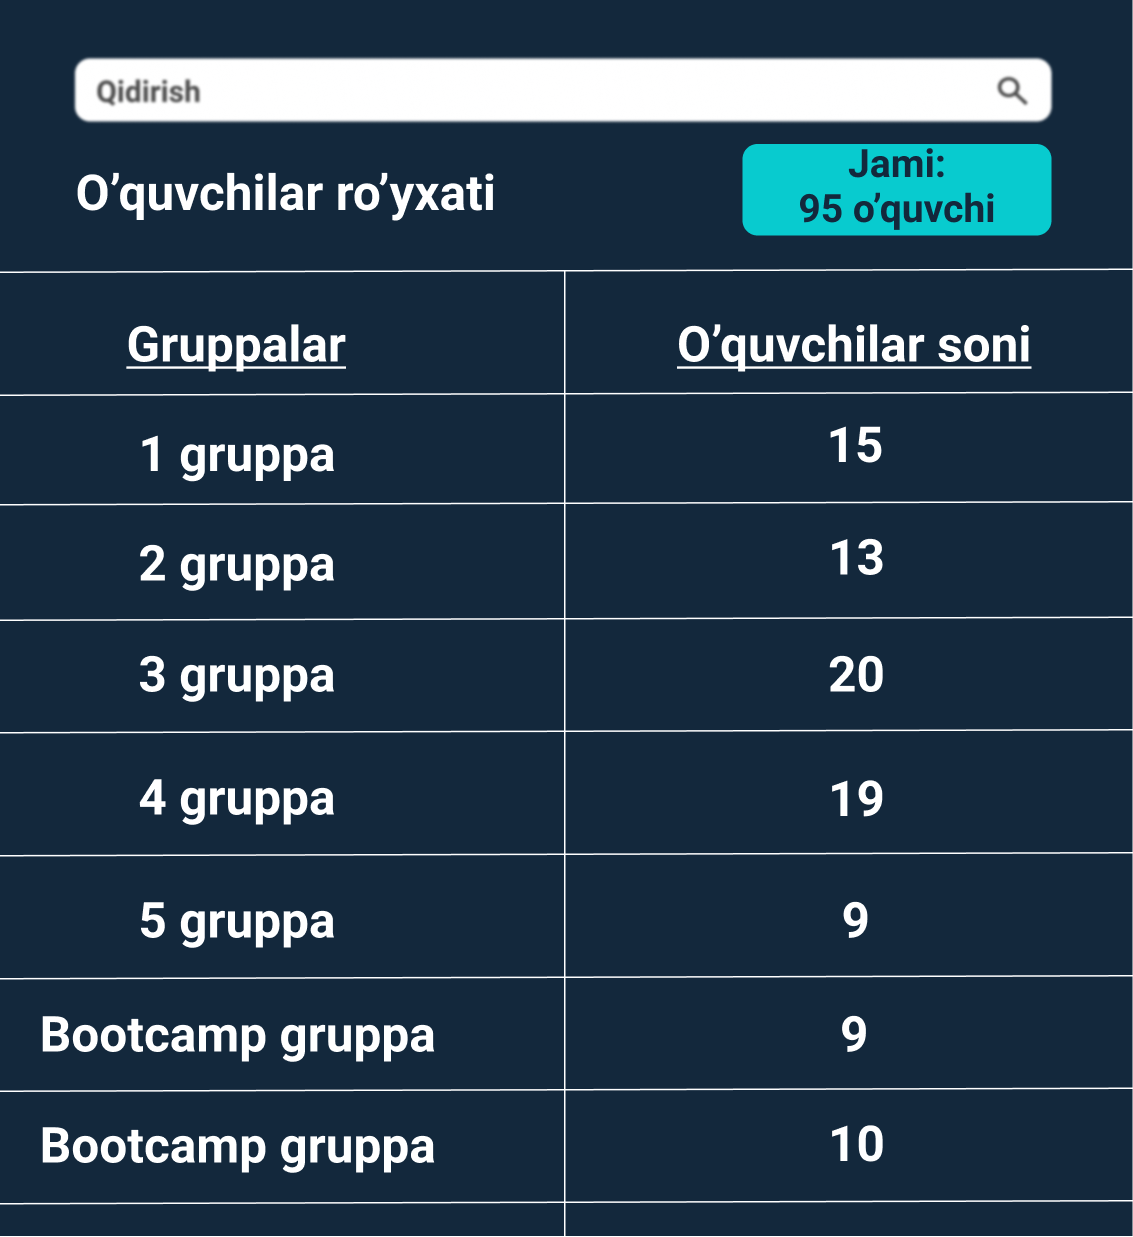 Qidirish
O’quvchilar ro’yxati
Jami:
95 o’quvchi
Gruppalar
O’quvchilar soni
1 gruppa
15
2 gruppa
13
3 gruppa
20
4 gruppa
19
5 gruppa
9
Bootcamp gruppa
9
Bootcamp gruppa
10